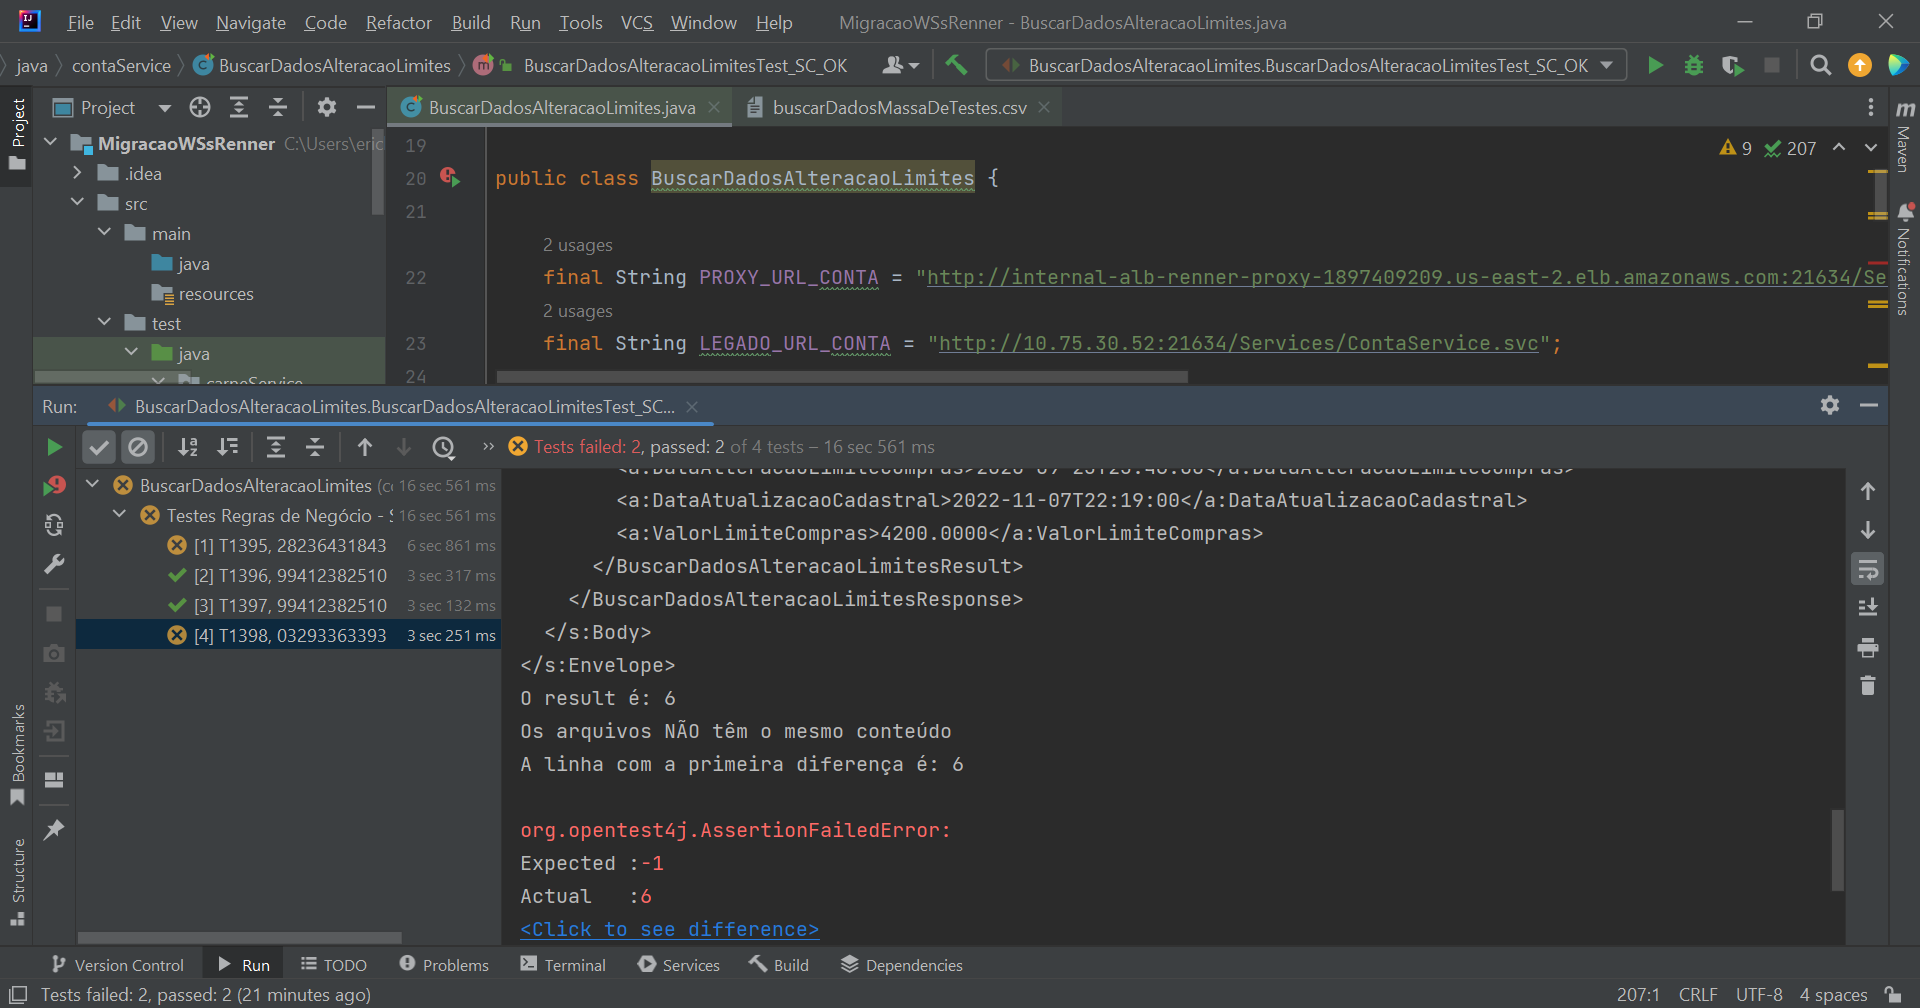 File Edit View Navigate Code Refactor Build Run Tools VCS Window Help MigracaoWSsRenner - BuscarDadosAlteracaoLimites.java
java contaService BuscarDadosAlteracaoLimites BuscarDadosAlteracaoLimitesTest_SC_OK BuscarDadosAlteracaoLimites.BuscarDadosAlteracaoLimitesTest_SC_OK
Project
Project
BuscarDadosAlteracaoLimites.java
buscarDadosMassaDeTestes.csv
MigracaoWSsRenner C:\Users\eric
.idea
src
main
java
resources
test
java
carneService
19
20 public class BuscarDadosAlteracaoLimites {
21
2 usages
22 final String PROXY_URL_CONTA = "http://internal-alb-renner-proxy-1897409209.us-east-2.elb.amazonaws.com:21634/Se
2 usages
23 final String LEGADO_URL_CONTA = "http://10.75.30.52:21634/Services/ContaService.svc";
24
9 207
Maven
Notifications
Run: BuscarDadosAlteracaoLimites.BuscarDadosAlteracaoLimitesTest_SC...
Tests failed: 2, passed: 2 of 4 tests – 16 sec 561 ms
BuscarDadosAlteracaoLimites (c 16 sec 561 ms
Testes Regras de Negócio - S 16 sec 561 ms
[1] T1395, 28236431843 6 sec 861 ms
[2] T1396, 99412382510 3 sec 317 ms
[3] T1397, 99412382510 3 sec 132 ms
[4] T1398, 03293363393 3 sec 251 ms
<a:DataAtualizacaoCadastral>2022-11-07T22:19:00</a:DataAtualizacaoCadastral>
<a:ValorLimiteCompras>4200.0000</a:ValorLimiteCompras>
</BuscarDadosAlteracaoLimitesResult>
</BuscarDadosAlteracaoLimitesResponse>
</s:Body>
</s:Envelope>
O result é: 6
Os arquivos NÃO têm o mesmo conteúdo
A linha com a primeira diferença é: 6
org.opentest4j.AssertionFailedError:
Expected :-1
Actual :6
<Click to see difference>
Bookmarks
Structure
Version Control Run TODO Problems Terminal Services Build Dependencies
Tests failed: 2, passed: 2 (21 minutes ago) 207:1 CRLF UTF-8 4 spaces